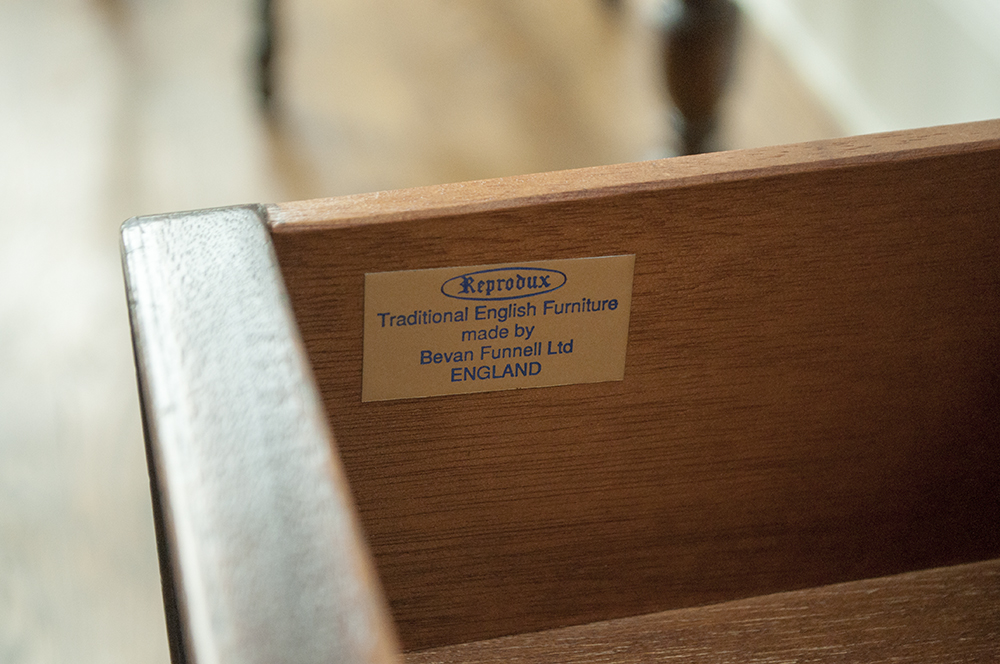 Reprodux
Traditional English Furniture
made by
Bevan Funnell Ltd
ENGLAND